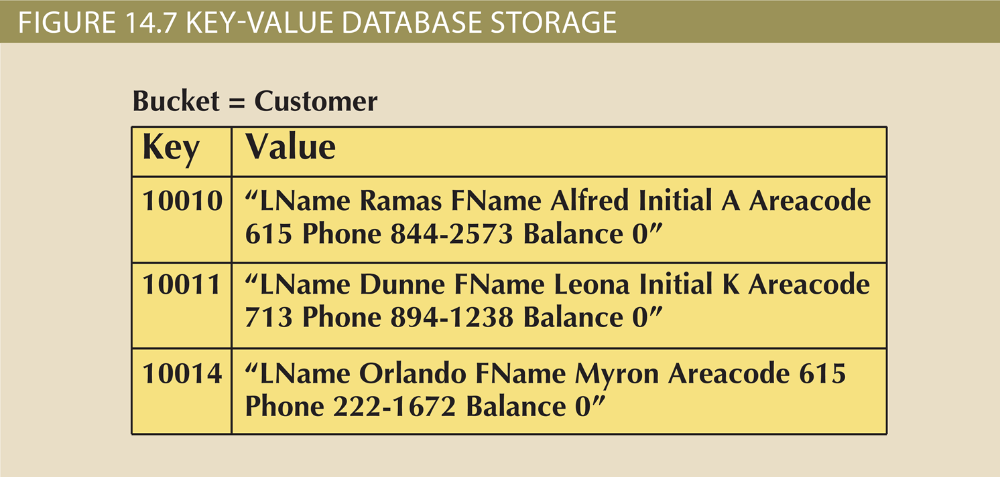 FIGURE 14.7 KEY-VALUE DATABASE STORAGE
Bucket = Customer
Key Value
10010 “LName Ramas FName Alfred Initial A Areacode
615 Phone 844-2573 Balance 0”
10011 “LName Dunne FName Leona Initial K Areacode
713 Phone 894-1238 Balance 0”
10014 “LName Orlando FName Myron Areacode 615
Phone 222-1672 Balance 0”